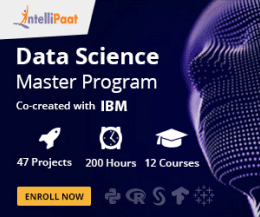 IntelliPaat
Data Science
Master Program
Co-created with IBM
47 Projects 200 Hours 12 Courses
ENROLL NOW